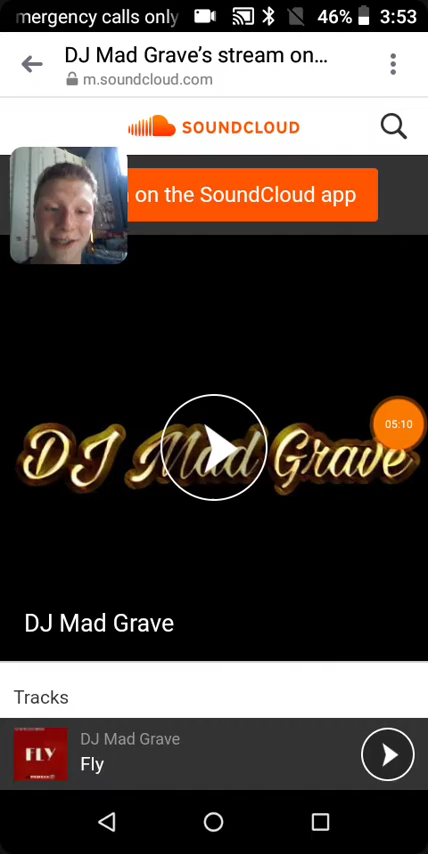 mergency calls only 46% 3:53
DJ Mad Grave’s stream on...
m.soundcloud.com
SOUNDCLOUD
on the SoundCloud app
DJ Mad Grave
05:10
DJ Mad Grave
Tracks
FLY
DJ Mad Grave
Fly